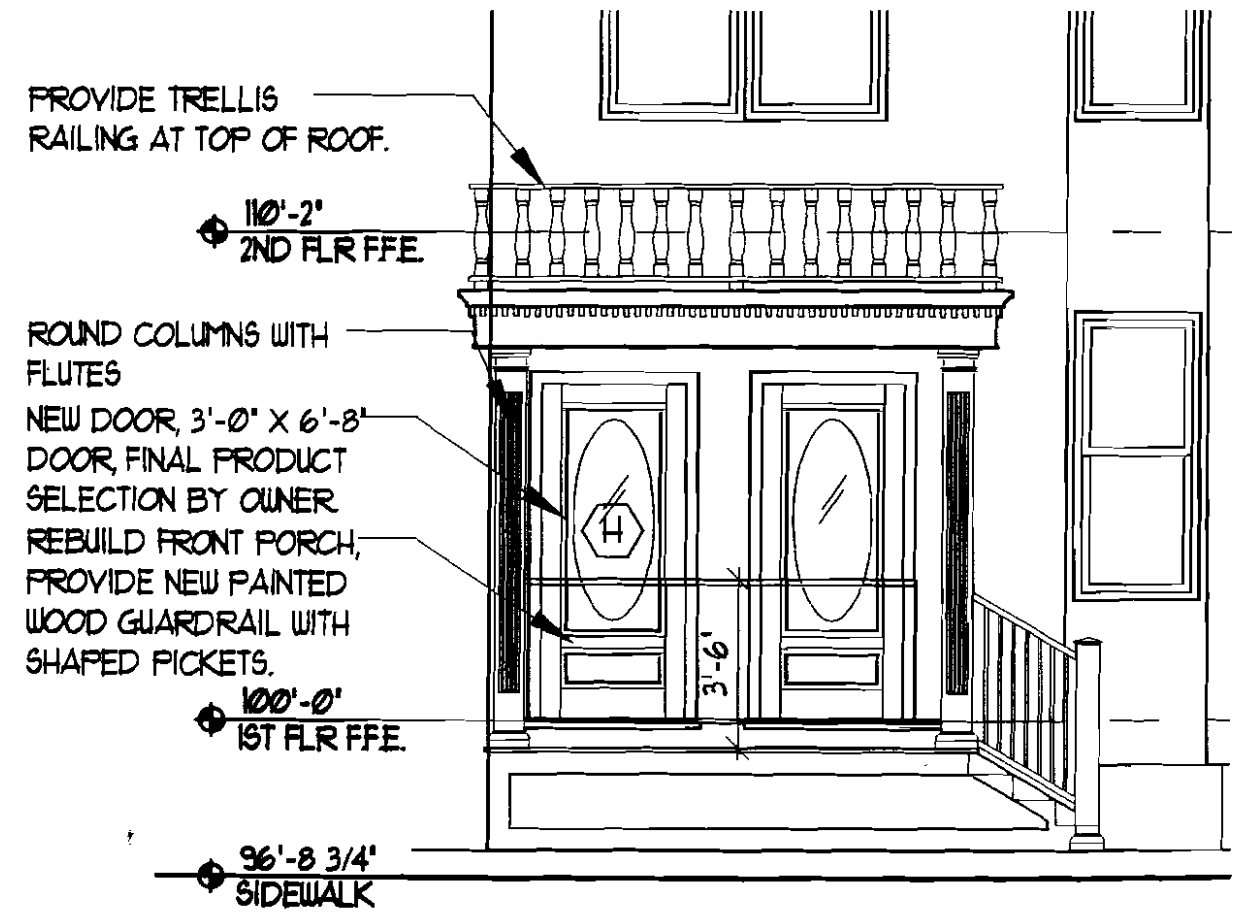 PROVIDE TRELLIS
RAILING AT TOP OF ROOF.
110'-2"
2ND FLR F.F.E.
ROUND COLUMNS WITH
FLUTES
NEW DOOR, 3'-0" X 6'-8"
DOOR, FINAL PRODUCT
SELECTION BY OWNER.
REBUILD FRONT PORCH,
PROVIDE NEW PAINTED
WOOD GUARDRAIL WITH
SHAPED PICKETS.
H
3'-6"
100'-0"
1ST FLR F.F.E.
96'-8 3/4"
SIDEWALK